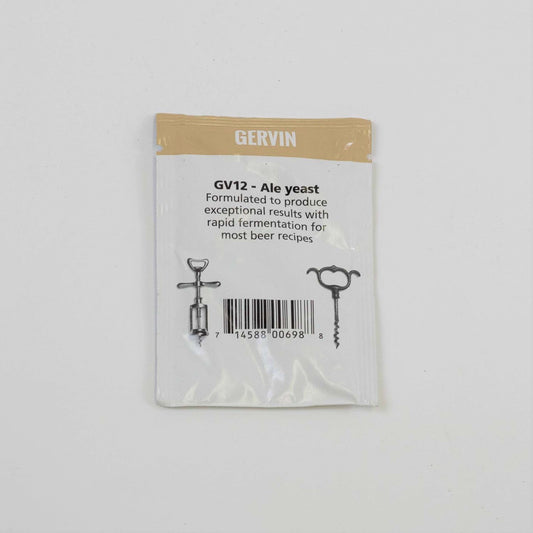 GERVIN
GV12 - Ale yeast
Formulated to produce
exceptional results with
rapid fermentation for
most beer recipes
7 14588 00698 8